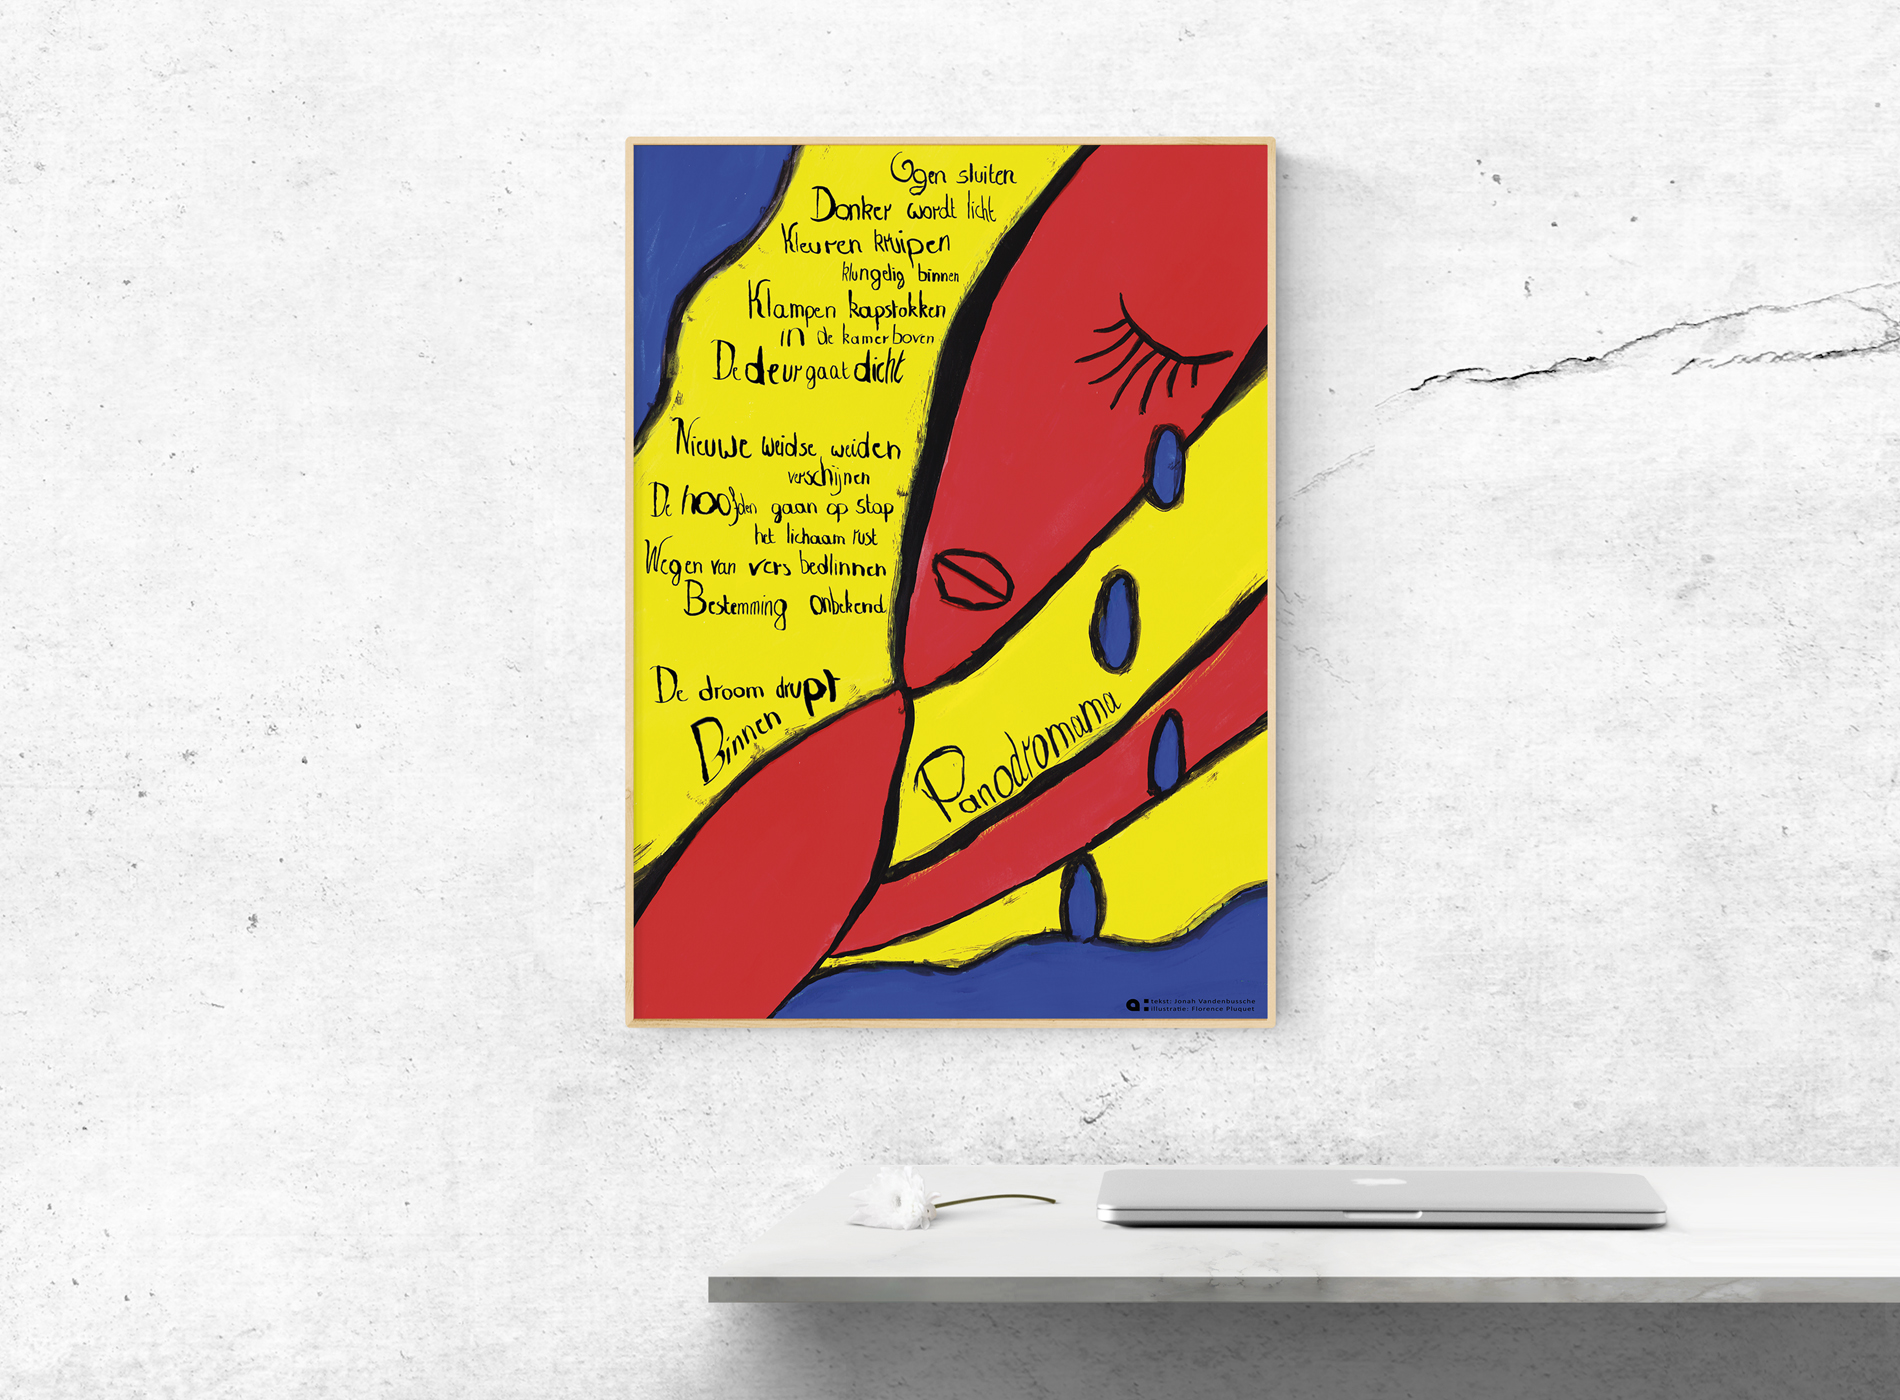 Ogen sluiten
Donker wordt licht
Kleuren kruipen
klungelig binnen
Klampen kapstokken
in de kamer boven
De deur gaat dicht
Nieuwe weidse weiden
verschijnen
De hoofden gaan op stap
het lichaam rust
Wegen van vers bedlinnen
Bestemming onbekend
De droom drupt
Binnen
Panodromama
a
tekst: Jonah Vandenbussche
illustratie: Florence Pluquet